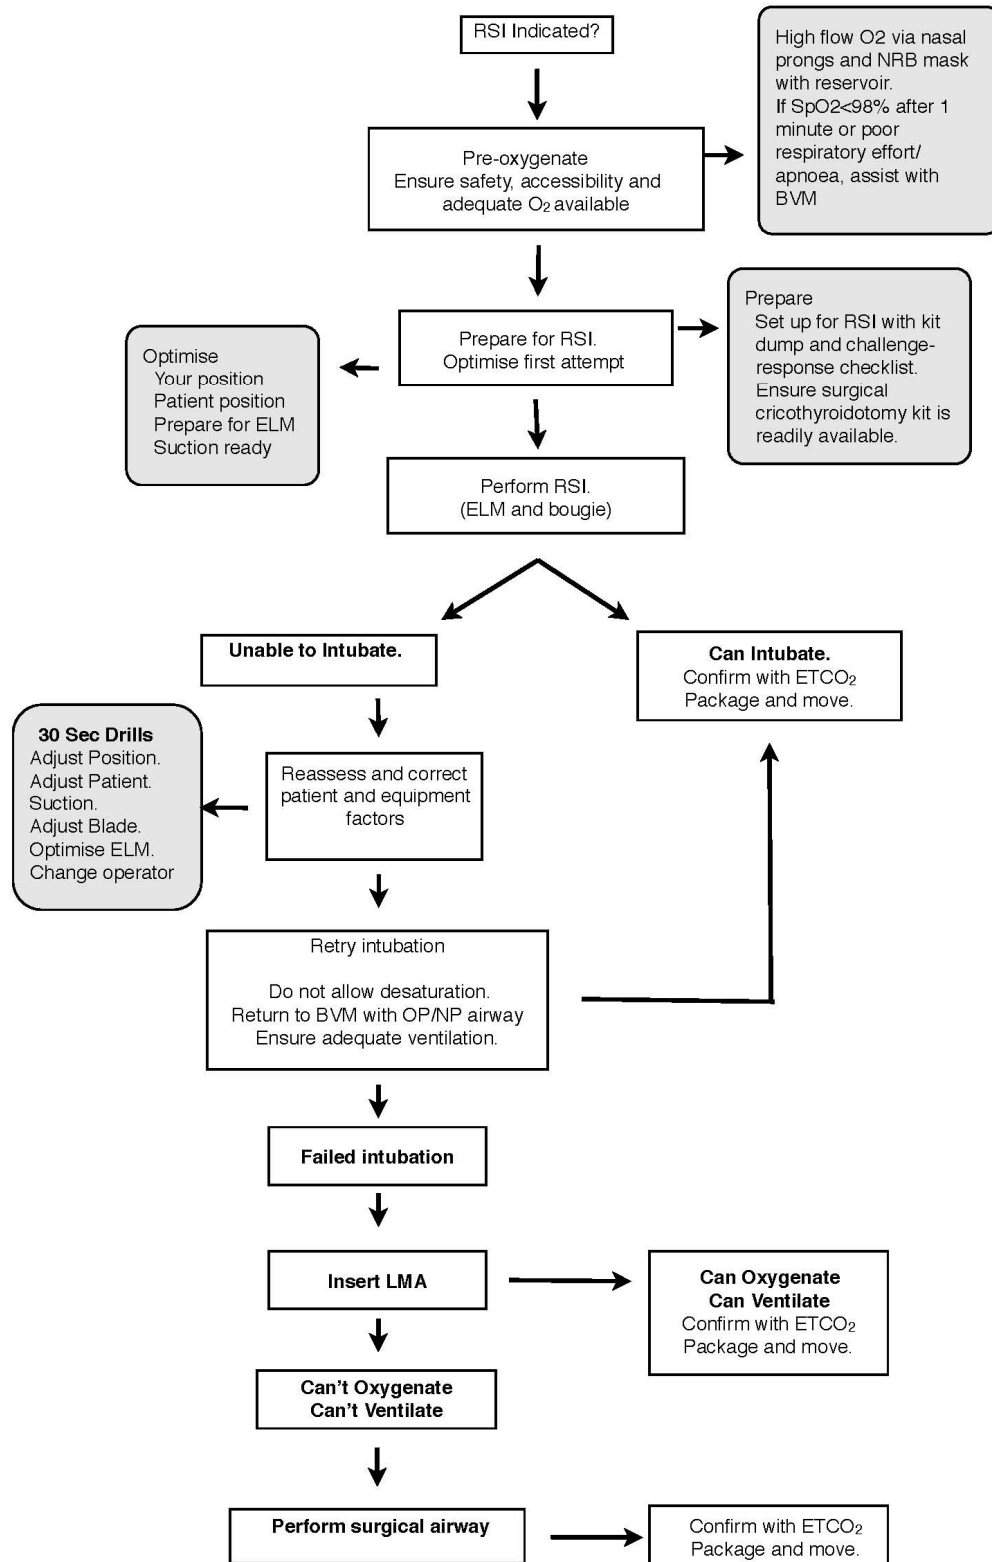 RSI Indicated?
High flow O2 via nasal
prongs and NRB mask
with reservoir.
If SpO2<98% after 1
minute or poor
respiratory effort/
apnoea, assist with
BVM
Pre-oxygenate
Ensure safety, accessibility and
adequate O₂ available
Prepare
Set up for RSI with kit
dump and challenge-
response checklist.
Ensure surgical
cricothyroidotomy kit is
readily available.
Prepare for RSI.
Optimise first attempt
Optimise
Your position
Patient position
Prepare for ELM
Suction ready
Perform RSI.
(ELM and bougie)
Unable to Intubate.
Can Intubate.
Confirm with ETCO₂
Package and move.
30 Sec Drills
Adjust Position.
Adjust Patient.
Suction.
Adjust Blade.
Optimise ELM.
Change operator
Reassess and correct
patient and equipment
factors
Retry intubation
Do not allow desaturation.
Return to BVM with OP/NP airway
Ensure adequate ventilation.
Failed intubation
Insert LMA
Can Oxygenate
Can Ventilate
Confirm with ETCO₂
Package and move.
Can't Oxygenate
Can't Ventilate
Perform surgical airway
Confirm with ETCO₂
Package and move.